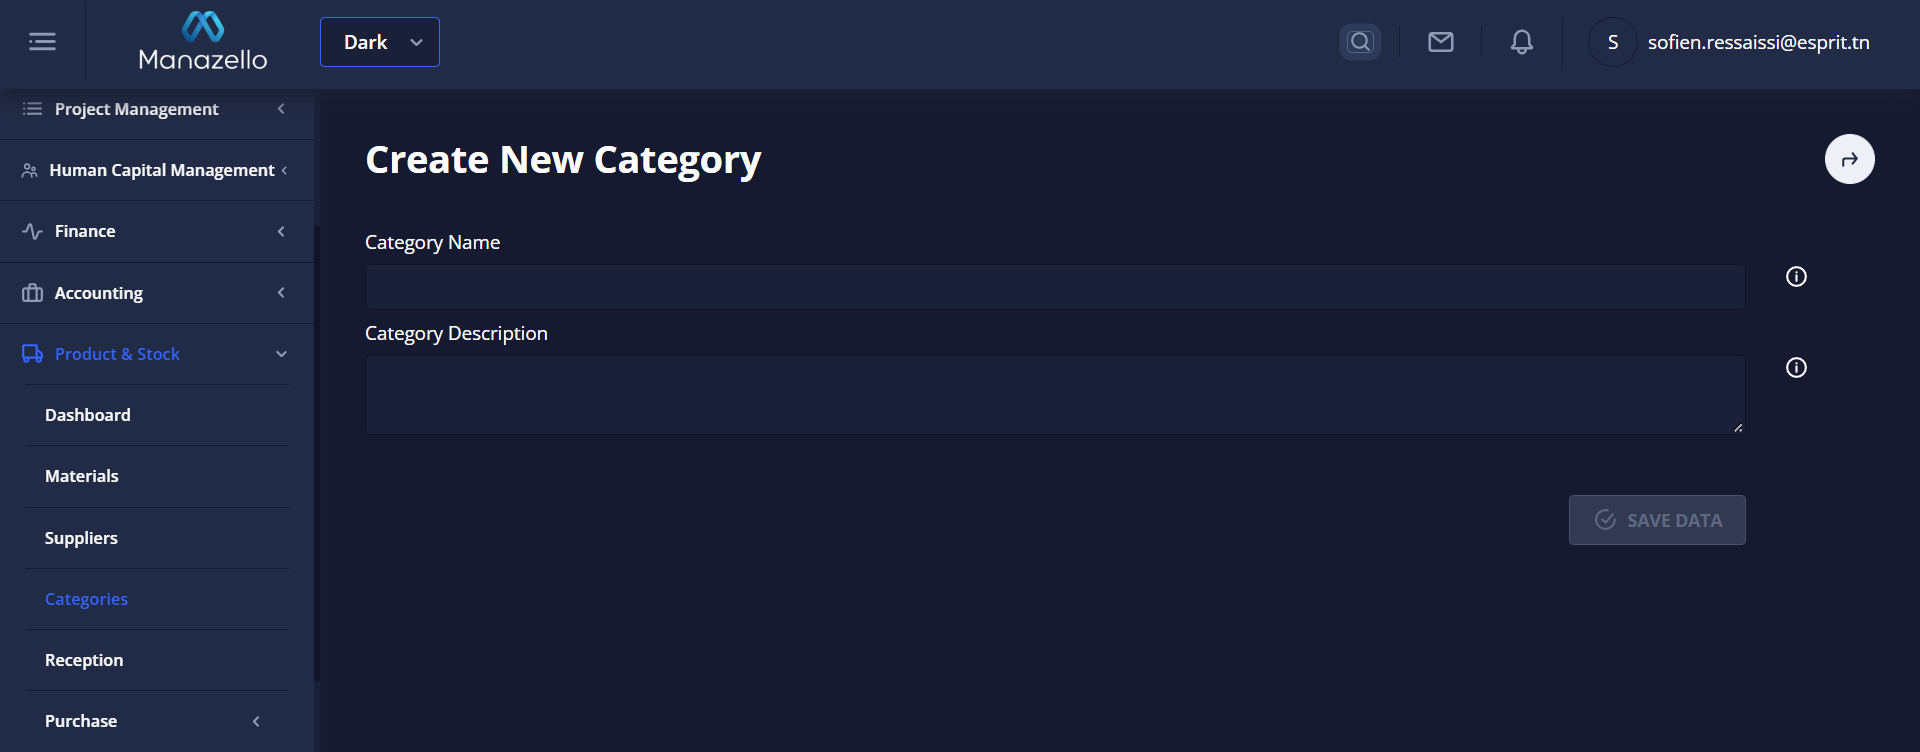 Manazello
Dark
S
sofien.ressaissi@esprit.tn
Project Management
Human Capital Management
Finance
Accounting
Product & Stock
Dashboard
Materials
Suppliers
Categories
Reception
Purchase
Create New Category
Category Name
Category Description
SAVE DATA